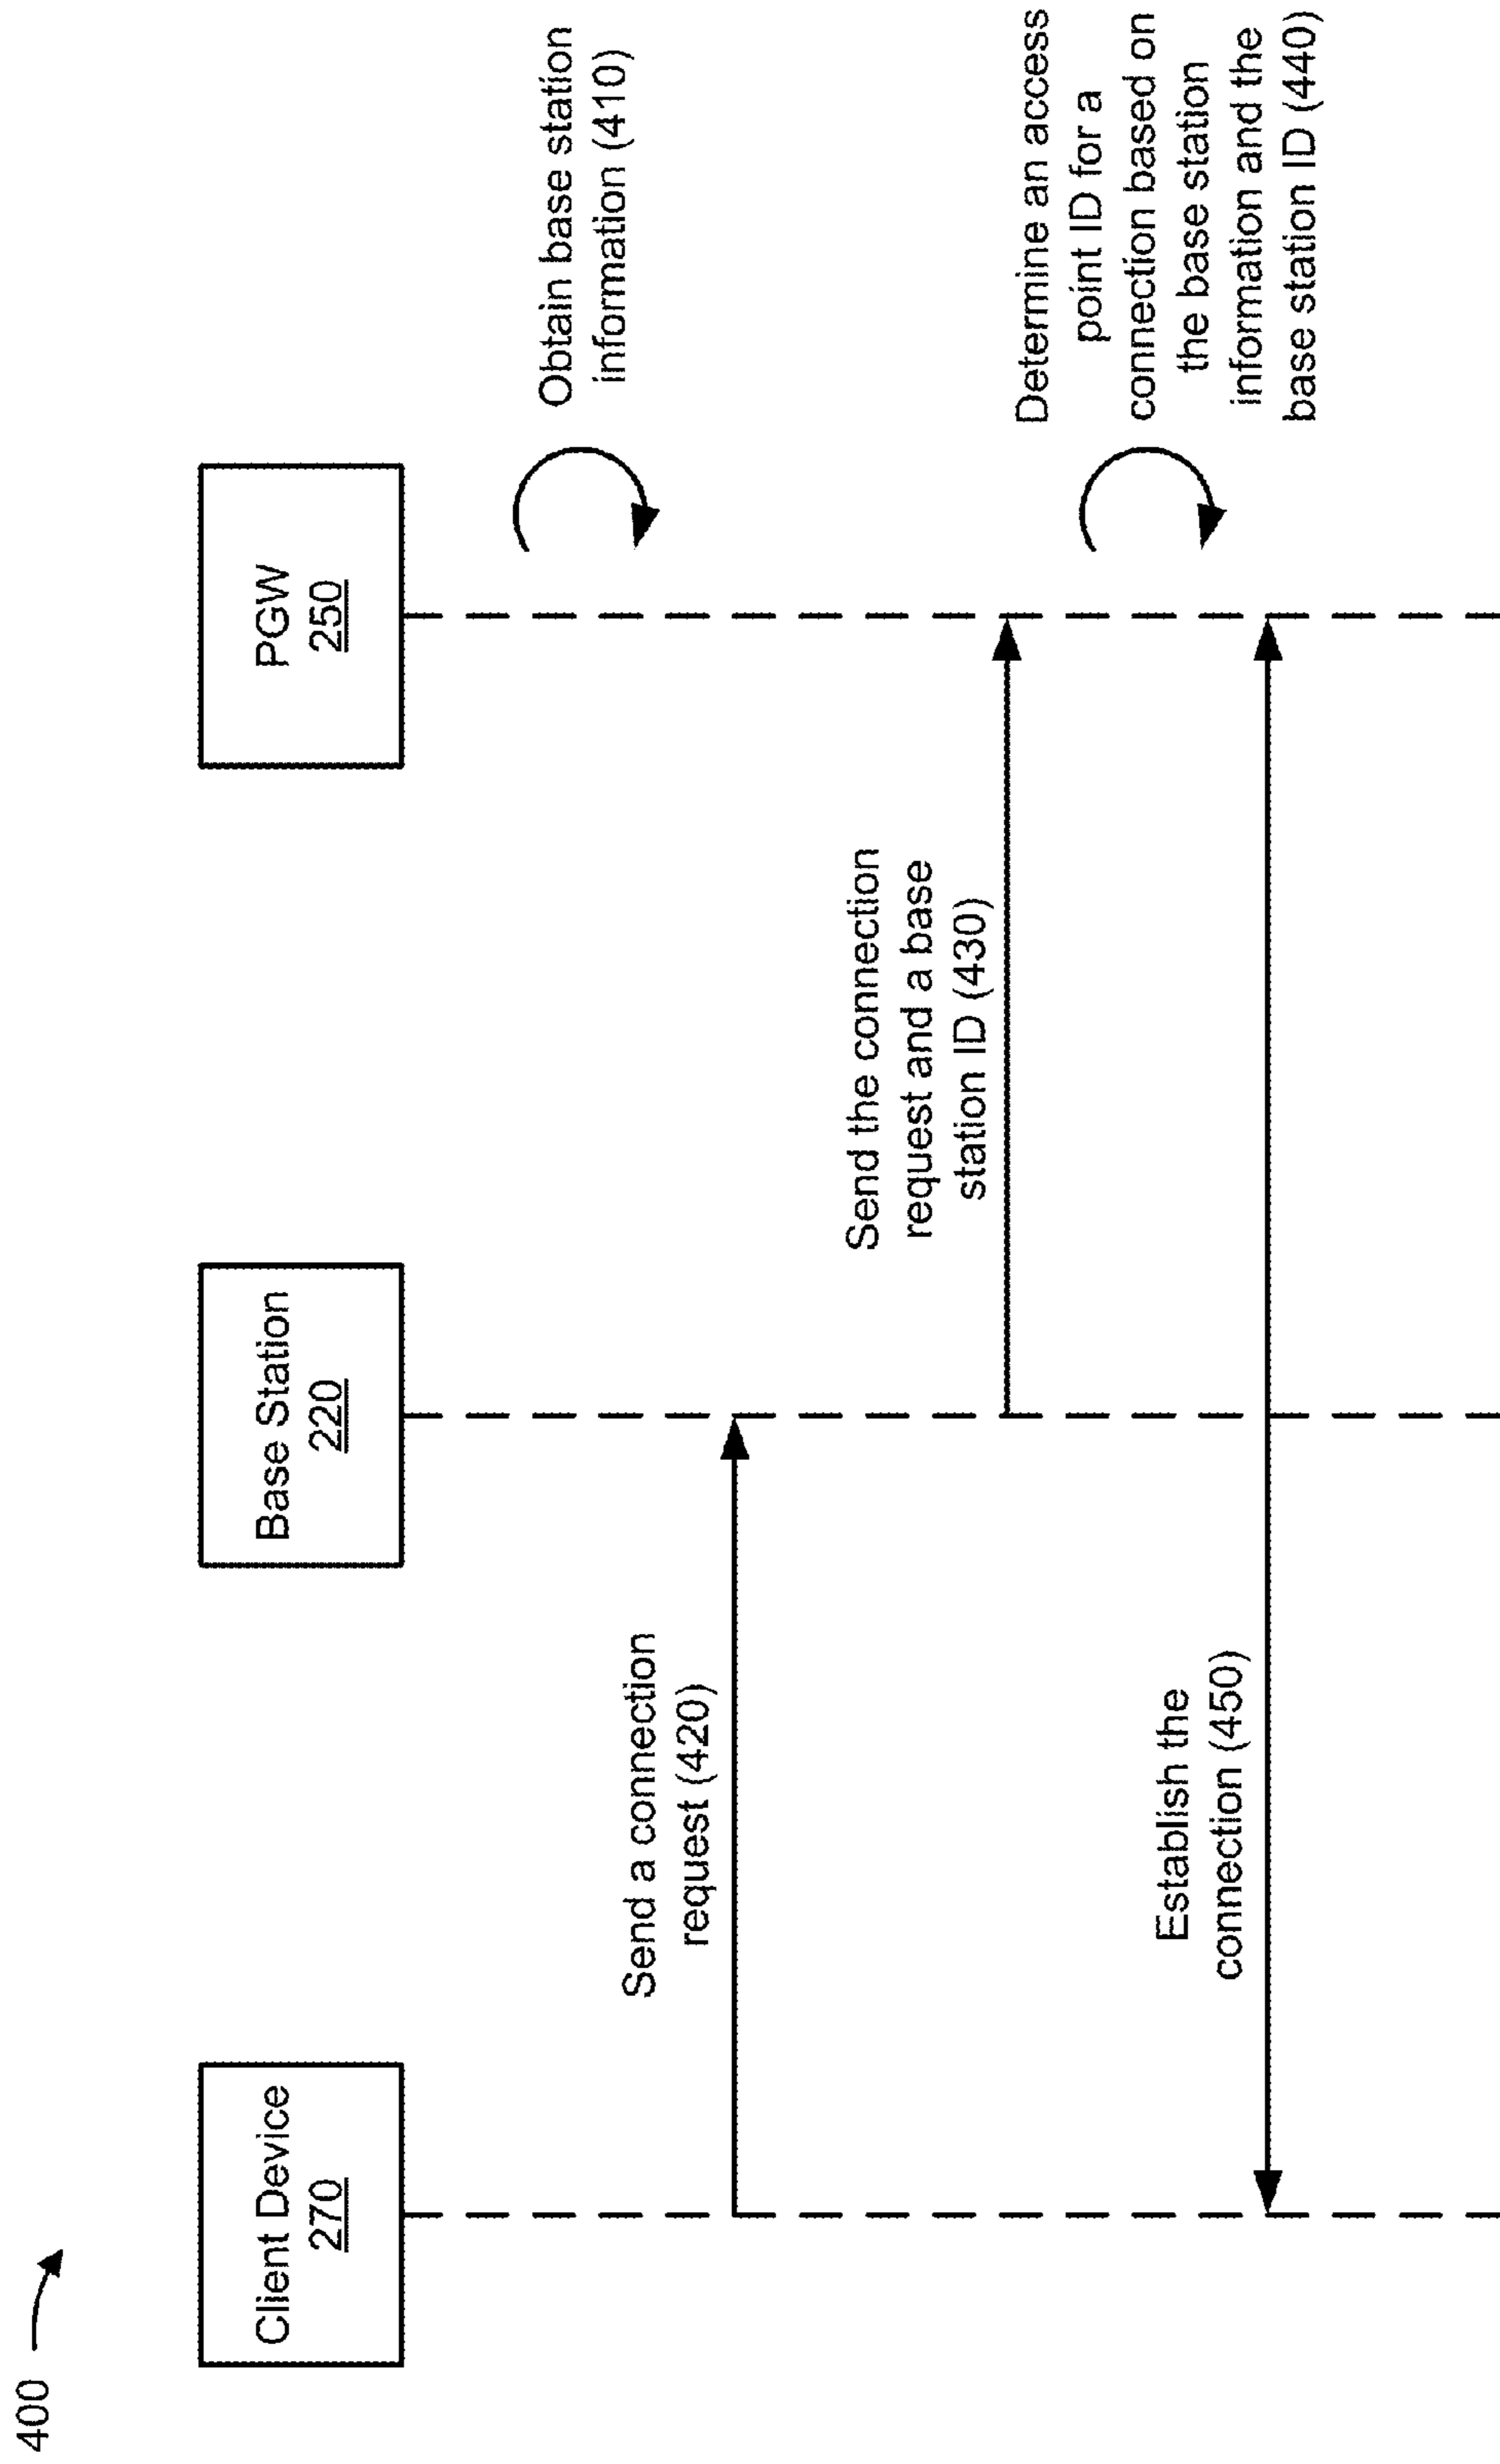 400
Client Device
270
Base Station
220
PGW
250
Obtain base station
information (410)
Send a connection
request (420)
Send the connection
request and a base
station ID (430)
Determine an access
point ID for a
connection based on
the base station
information and the
base station ID (440)
Establish the
connection (450)